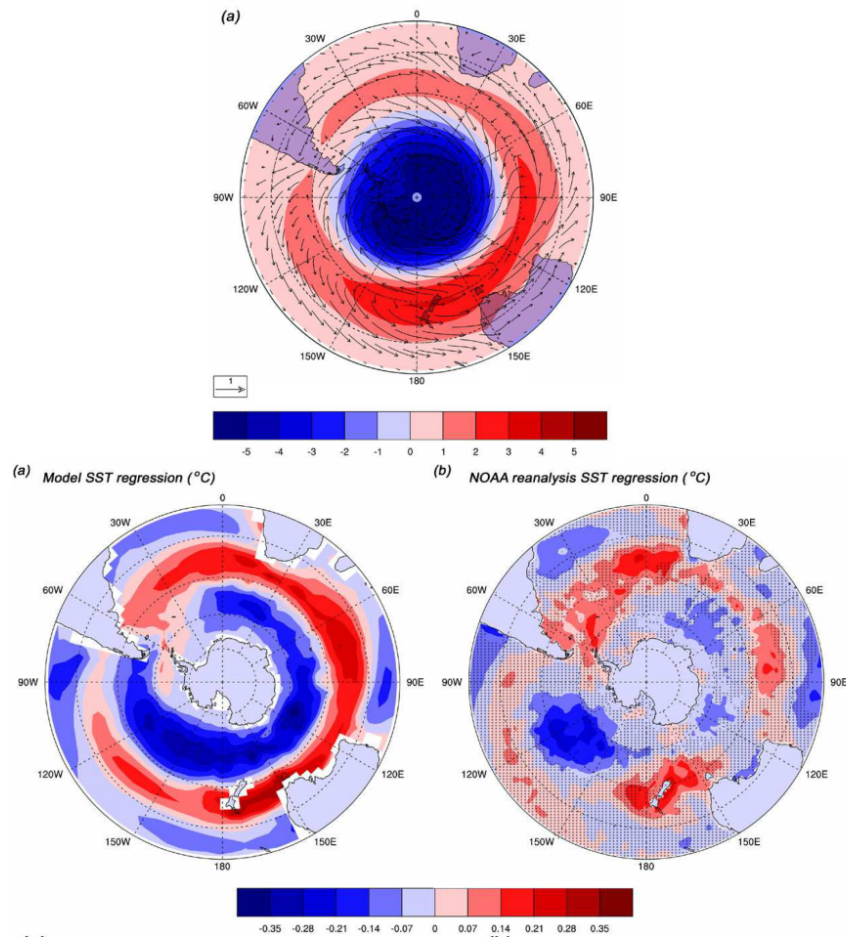 (a)
0
30W 30E
60W 60E
90W 90E
120W 120E
150W 150E
180
1
-5 -4 -3 -2 -1 0 1 2 3 4 5
(a) Model SST regression (°C) (b) NOAA reanalysis SST regression (°C)
0 0
30W 30E 30W 30E
60W 60E 60W 60E
90W 90E 90W 90E
120W 120E 120W 120E
150W 150E 150W 150E
180 180
-0.35 -0.28 -0.21 -0.14 -0.07 0 0.07 0.14 0.21 0.28 0.35